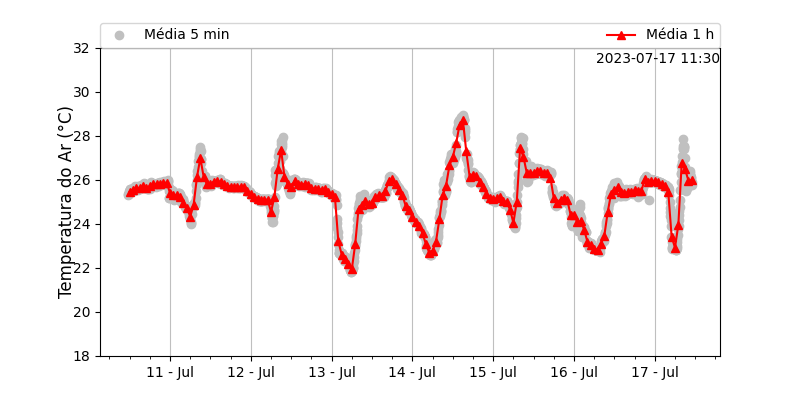 Média 5 min
Média 1 h
2023-07-17 11:30
Temperatura do Ar (°C)
32
30
28
26
24
22
20
18
11 - Jul
12 - Jul
13 - Jul
14 - Jul
15 - Jul
16 - Jul
17 - Jul